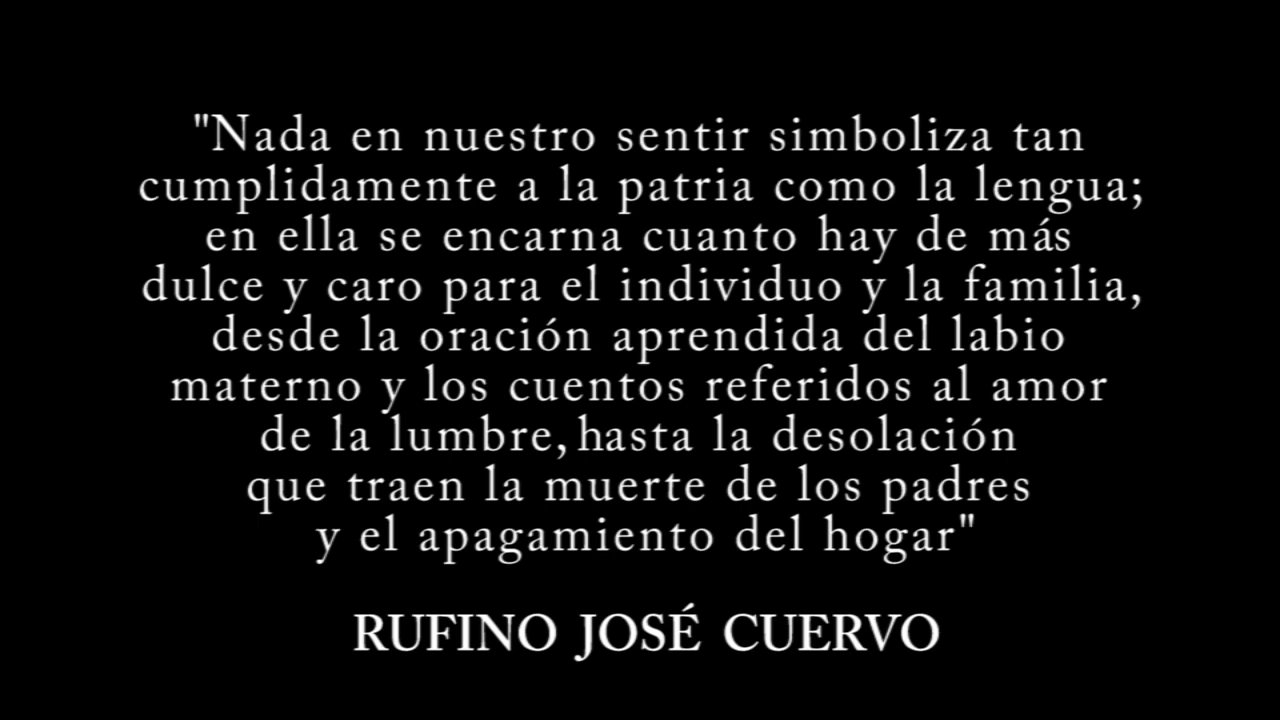 "Nada en nuestro sentir simboliza tan
cumplidamente a la patria como la lengua;
en ella se encarna cuanto hay de más
dulce y caro para el individuo y la familia,
desde la oración aprendida del labio
materno y los cuentos referidos al amor
de la lumbre, hasta la desolación
que traen la muerte de los padres
y el apagamiento del hogar"
RUFINO JOSÉ CUERVO